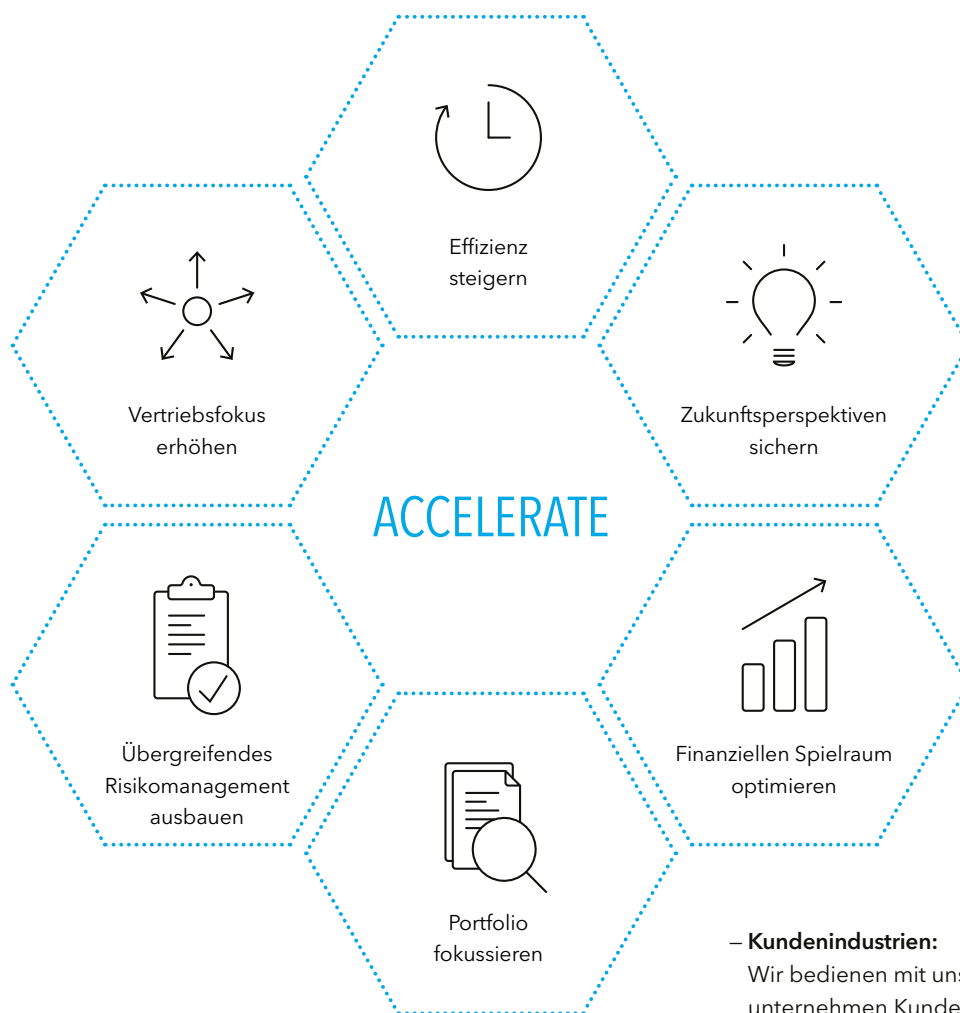 Effizienz
steigern
Vertriebsfokus
erhöhen
Zukunftsperspektiven
sichern
ACCELERATE
Übergreifendes
Risikomanagement
ausbauen
Finanziellen Spielraum
optimieren
Portfolio
fokussieren
– Kundenindustrien:
Wir bedienen mit
unternehmen